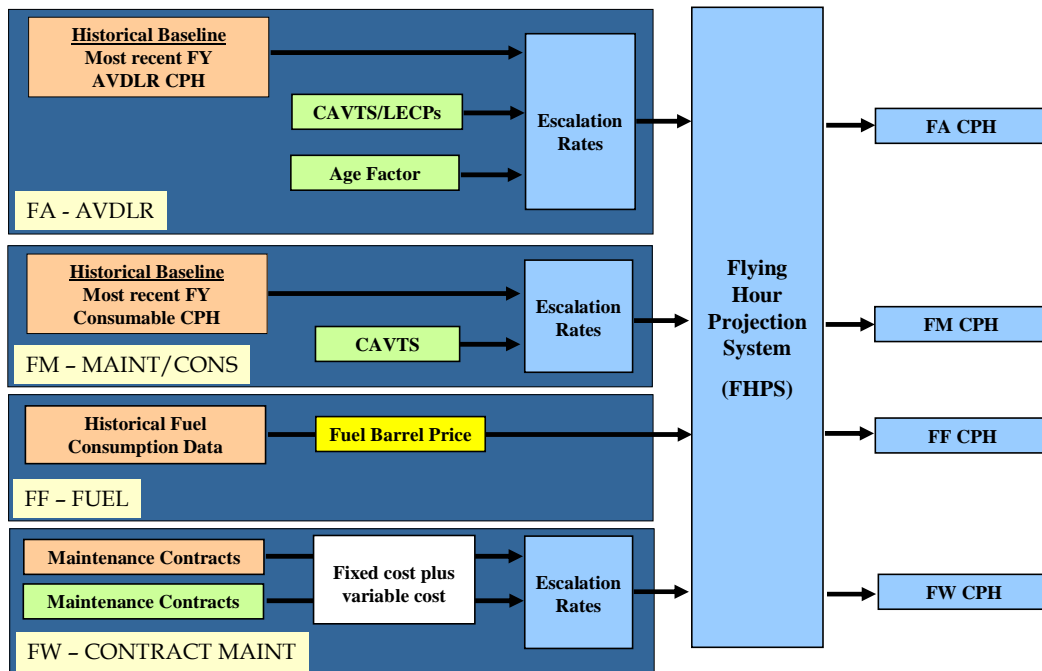 Historical Baseline
Most recent FY
AVDLR CPH
CAVTS/LECPs
Age Factor
Escalation
Rates
FA - AVDLR
Historical Baseline
Most recent FY
Consumable CPH
CAVTS
Escalation
Rates
FM – MAINT/CONS
Historical Fuel
Consumption Data
Fuel Barrel Price
FF – FUEL
Maintenance Contracts
Maintenance Contracts
Fixed cost plus
variable cost
Escalation
Rates
FW – CONTRACT MAINT
Flying
Hour
Projection
System
(FHPS)
FA CPH
FM CPH
FF CPH
FW CPH